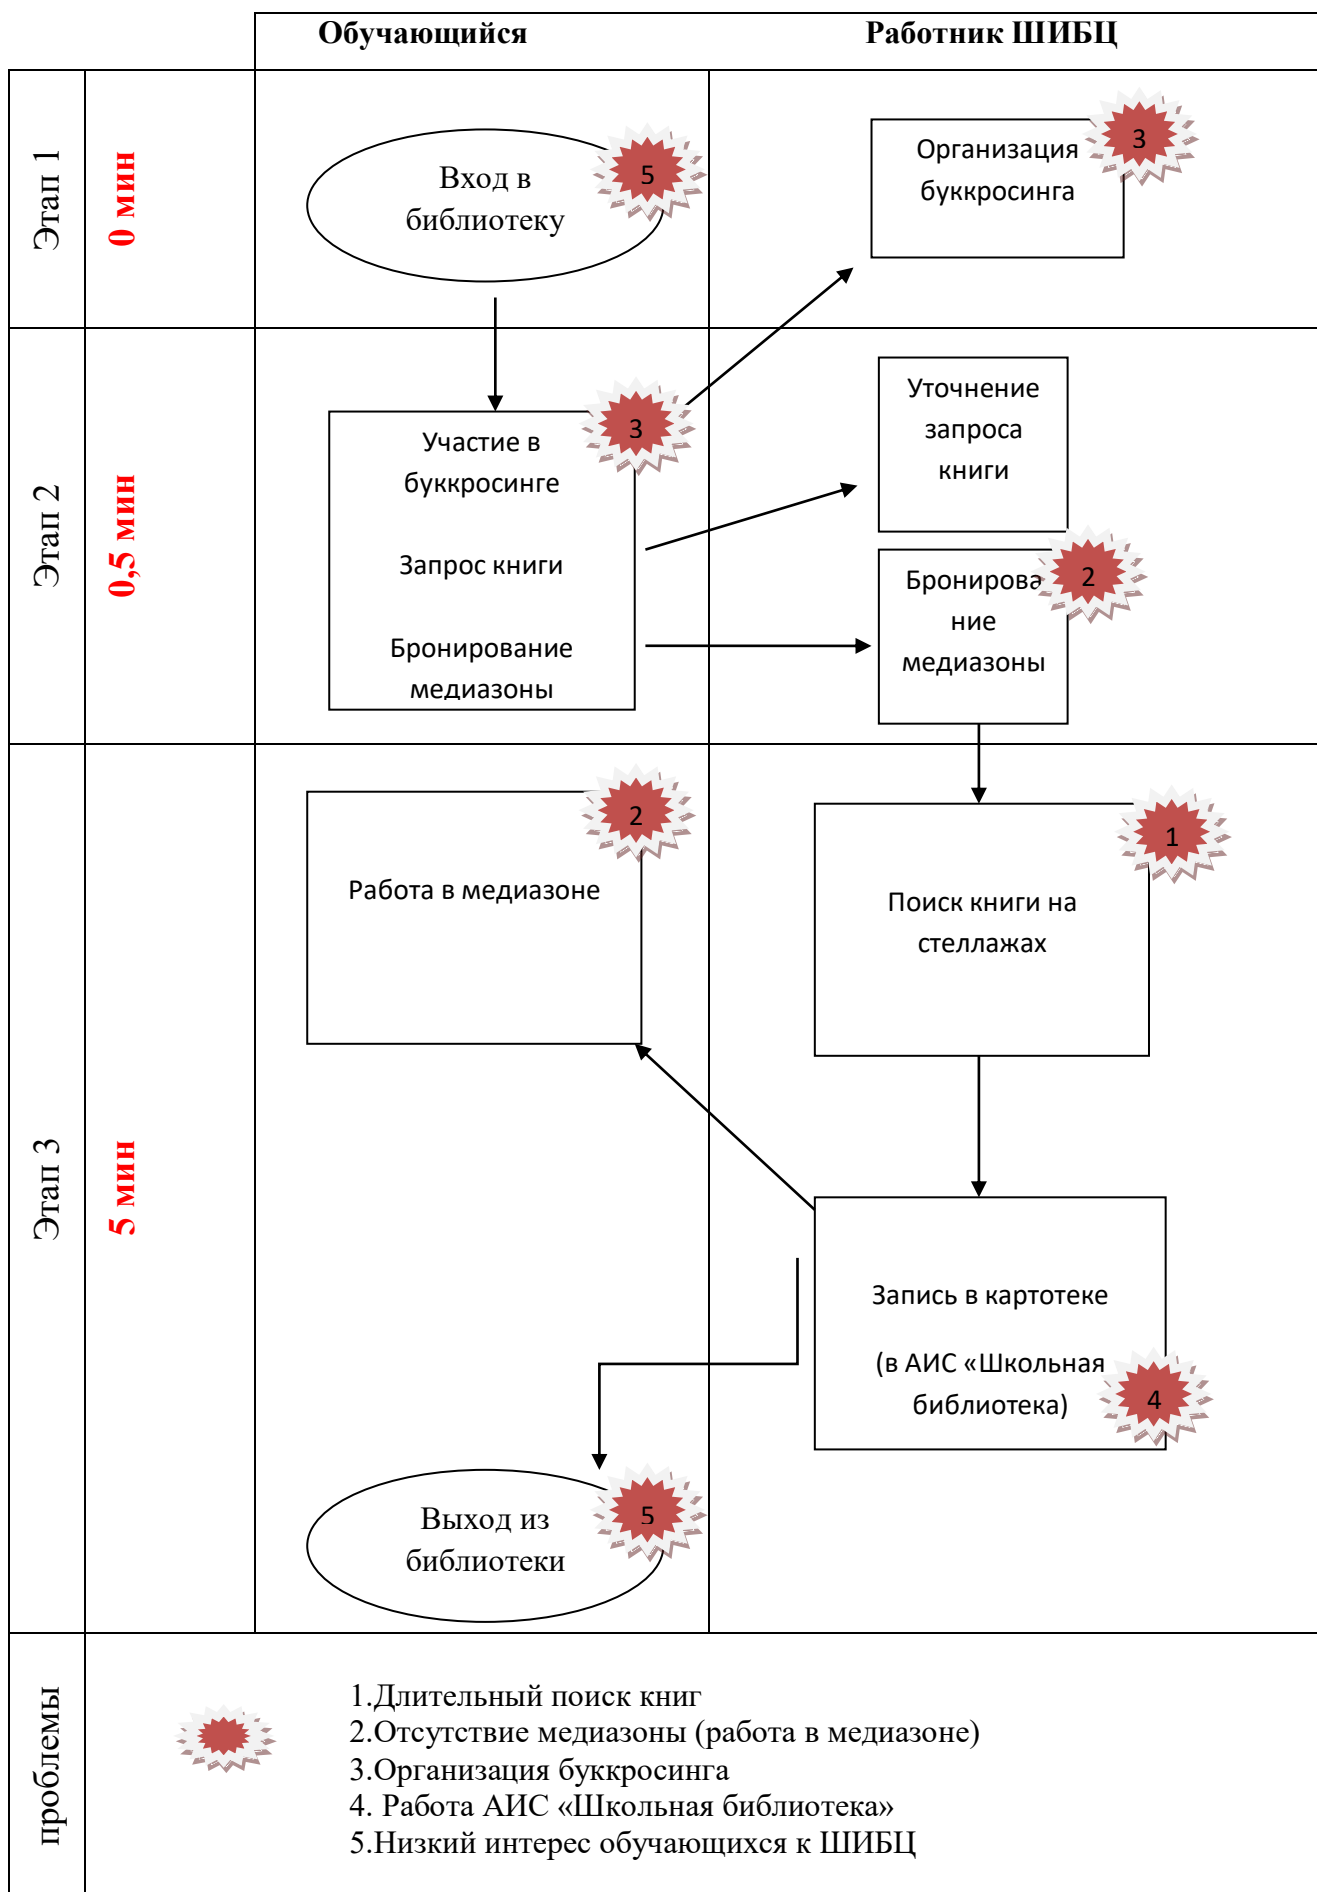 Обучающийся
Работник ШИБЦ
Этап 1
0 мин
Вход в
библиотеку
5
Организация
буккросинга
3
Этап 2
0,5 мин
Участие в
буккросинге
3
Запрос книги
Бронирование
медиазоны
Уточнение
запроса
книги
Бронирова
ние
медиазоны
2
Этап 3
5 мин
Работа в медиазоне
2
Поиск книги на
стеллажах
1
Запись в картотеке
(в АИС «Школьная
библиотека)
4
Выход из
библиотеки
5
проблемы
1.Длительный поиск книг
2.Отсутствие медиазоны (работа в медиазоне)
3.Организация буккросинга
4. Работа АИС «Школьная библиотека»
5.Низкий интерес обучающихся к ШИБЦ